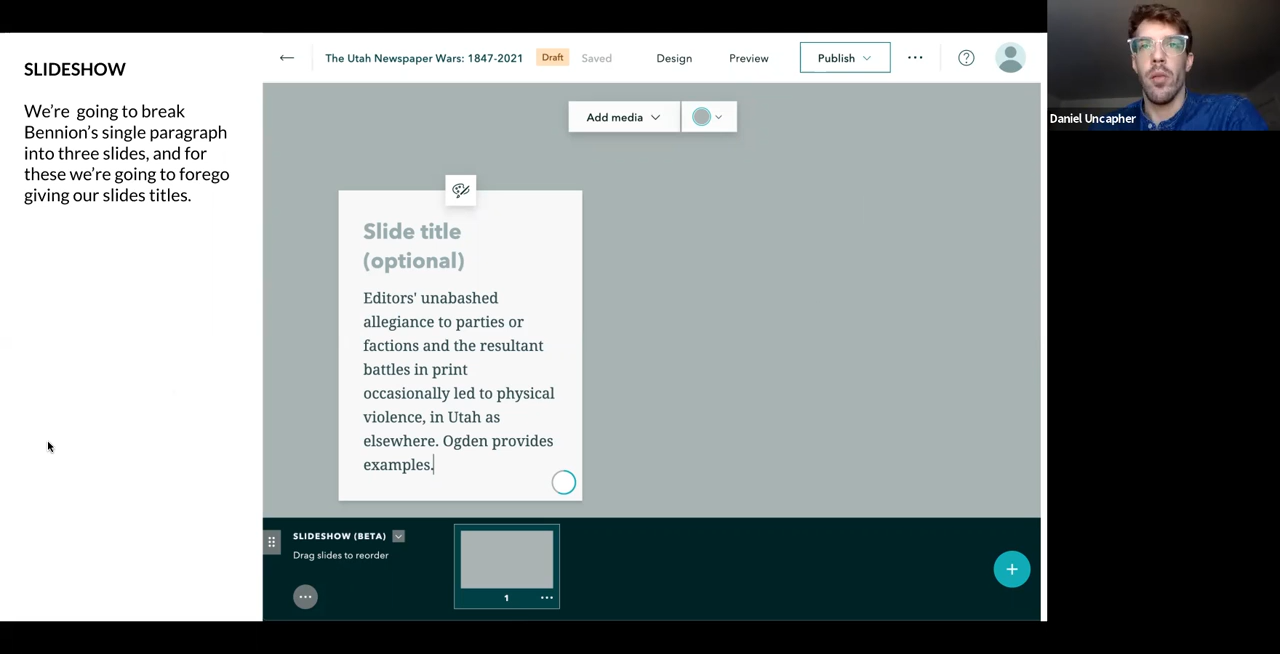 SLIDESHOW
We're going to break
Bennion's single paragraph
into three slides, and for
these we're going to forego
giving our slides titles.
The Utah Newspaper Wars: 1847-2021
Draft
Saved
Design
Preview
Publish
Add media
Slide title
(optional)
Editors' unabashed
allegiance to parties or
factions and the resultant
battles in print
occasionally led to physical
violence, in Utah as
elsewhere. Ogden provides
examples.
SLIDESHOW (BETA)
Drag slides to reorder
1
Daniel Uncapher